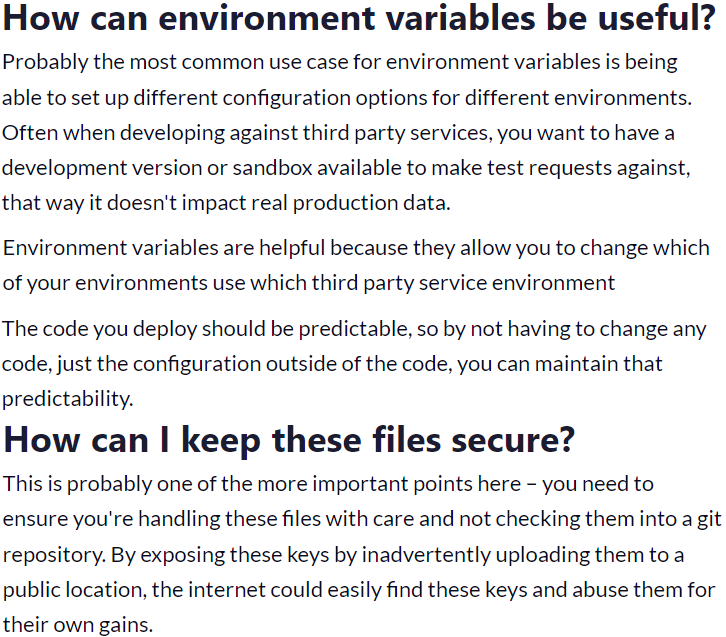 How can environment variables be useful?
Probably the most common use case for environment variables is being
able to set up different configuration options for different environments.
Often when developing against third party services, you want to have a
development version or sandbox available to make test requests against,
that way it doesn't impact real production data.
Environment variables are helpful because they allow you to change which
of your environments use which third party service environment
The code you deploy should be predictable, so by not having to change any
code, just the configuration outside of the code, you can maintain that
predictability.
How can I keep these files secure?
This is probably one of the more important points here – you need to
ensure you're handling these files with care and not checking them into a git
repository. By exposing these keys by inadvertently uploading them to a
public location, the internet could easily find these keys and abuse them for
their own gains.